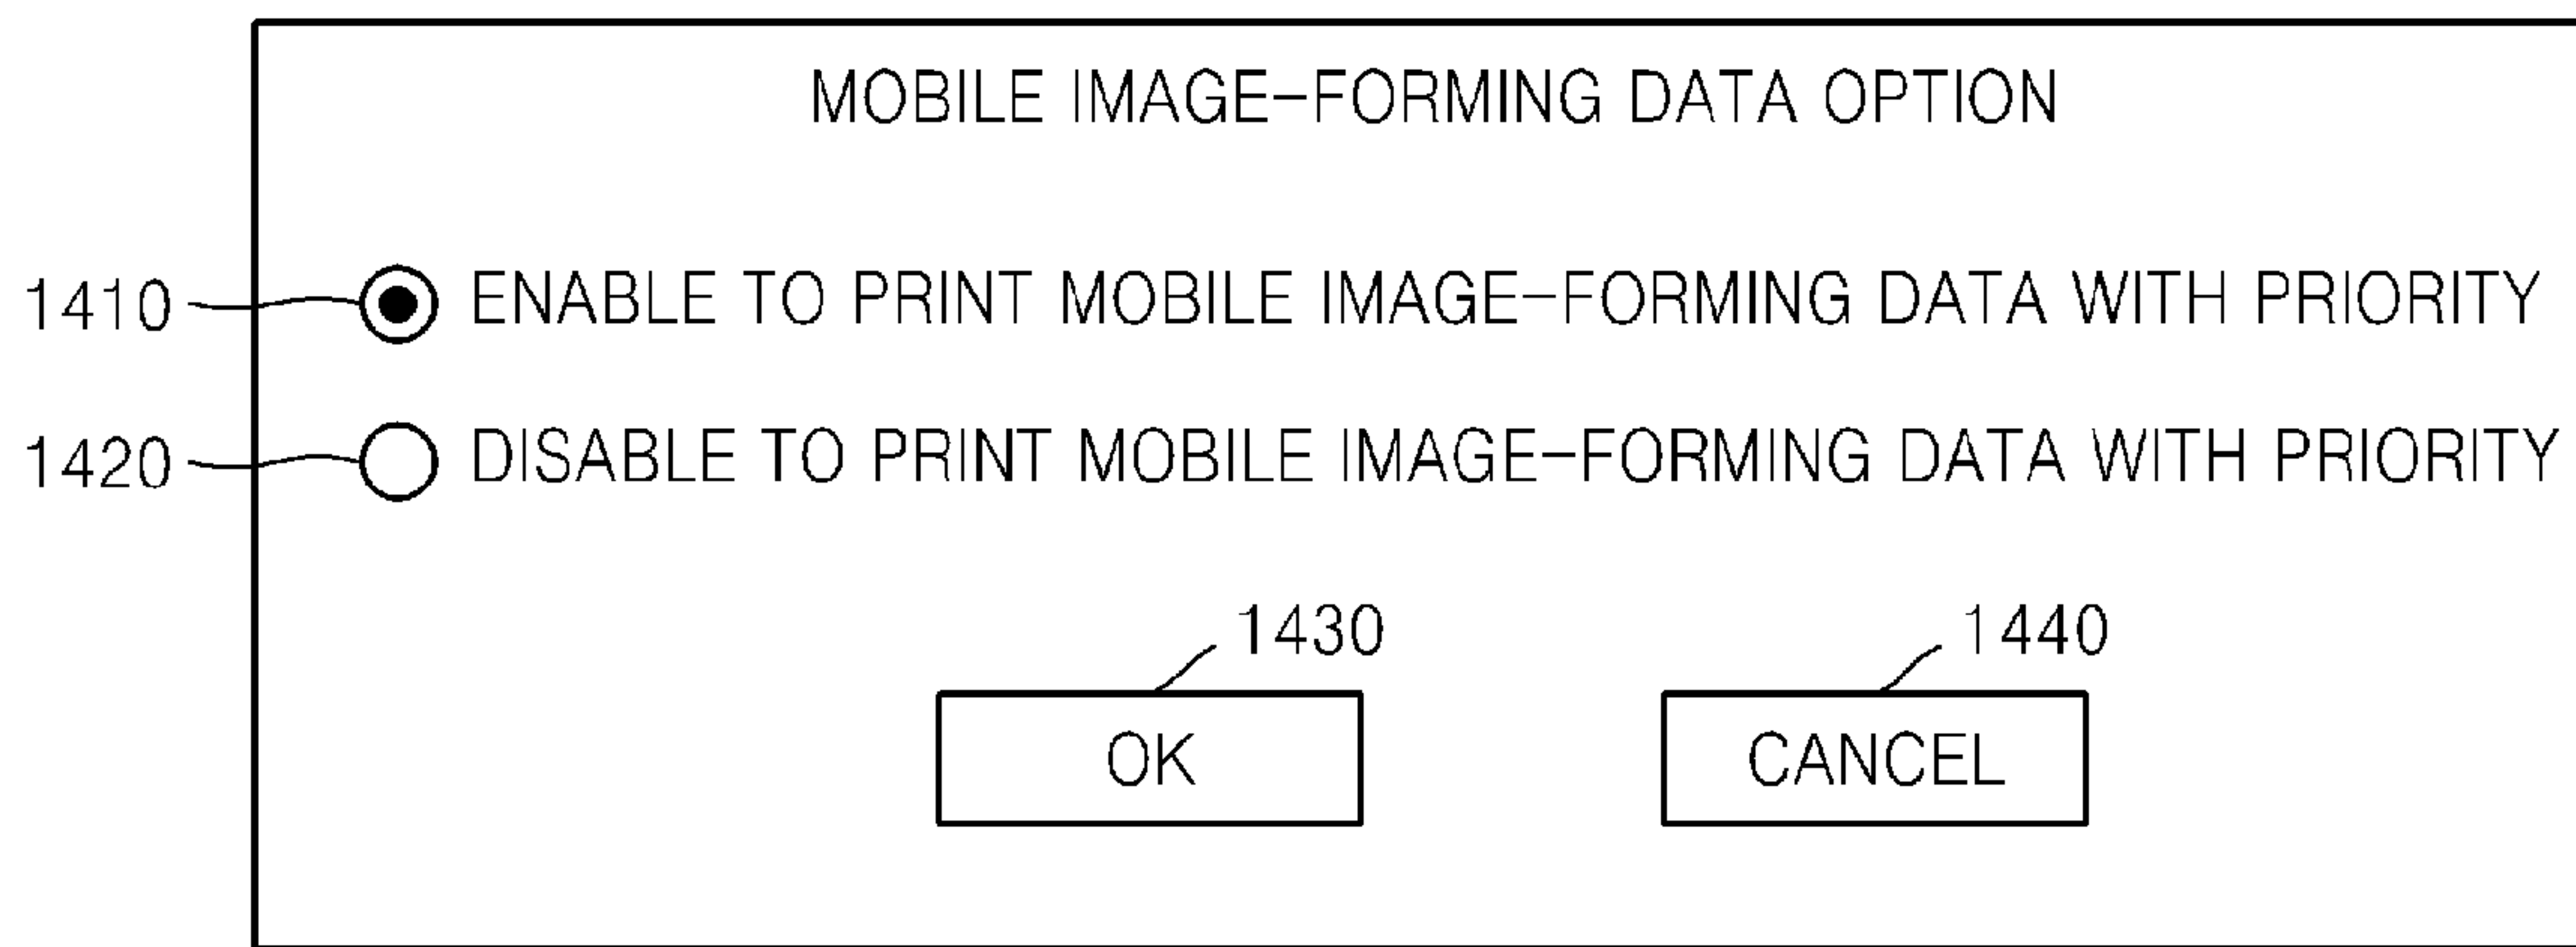 MOBILE IMAGE-FORMING DATA OPTION
1410 ENABLE TO PRINT MOBILE IMAGE-FORMING DATA WITH PRIORITY
1420 DISABLE TO PRINT MOBILE IMAGE-FORMING DATA WITH PRIORITY
1430 1440
OK CANCEL